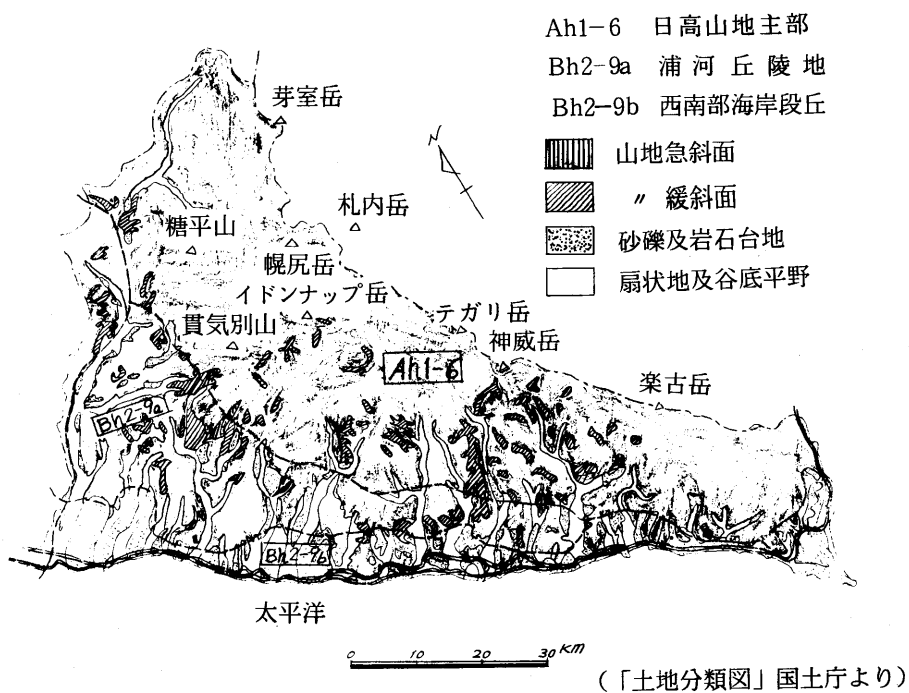 Ah1-6 日高山地主部
Bh2-9a 浦河丘陵地
Bh2-9b 西南部海岸段丘
山地急斜面
〃 緩斜面
砂礫及岩石台地
扇状地及谷底平野
芽室岳
N
札内岳
糖平山
幌尻岳
イドンナップ岳
貫気別山
テガリ岳
神威岳
Ah1-6
楽古岳
Bh2-9a
Bh2-9b
太平洋
0 10 20 30 km
(「土地分類図」国土庁より)